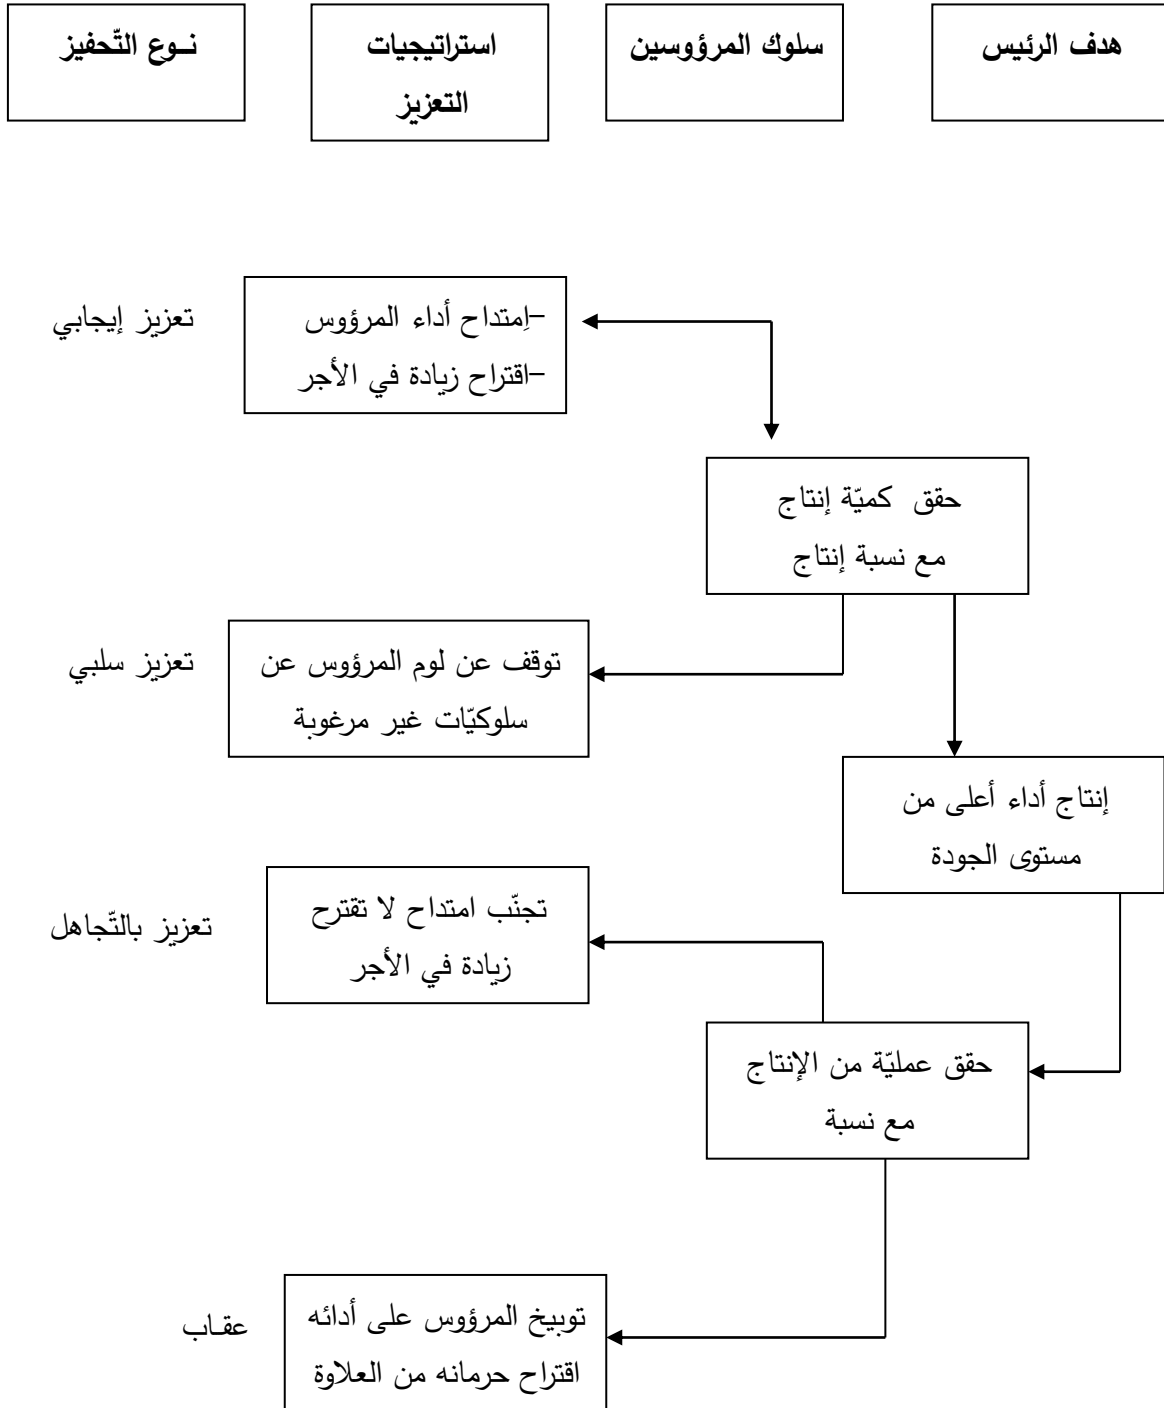 هدف الرئيس
سلوك المرؤوسين
استراتيجيات
التعزيز
نــوع التّحفيز
–اِمتداح أداء المرؤوس
–اقتراح زيادة في الأجر
تعزيز إيجابي
حقق كميّة إنتاج
مع نسبة إنتاج
توقف عن لوم المرؤوس عن
سلوكيّات غير مرغوبة
تعزيز سلبي
إنتاج أداء أعلى من
مستوى الجودة
تجنّب امتداح لا تقترح
زيادة في الأجر
تعزيز بالتّجاهل
حقق عمليّة من الإنتاج
مع نسبة
توبيخ المرؤوس على أدائه
اقتراح حرمانه من العلاوة
عقـاب